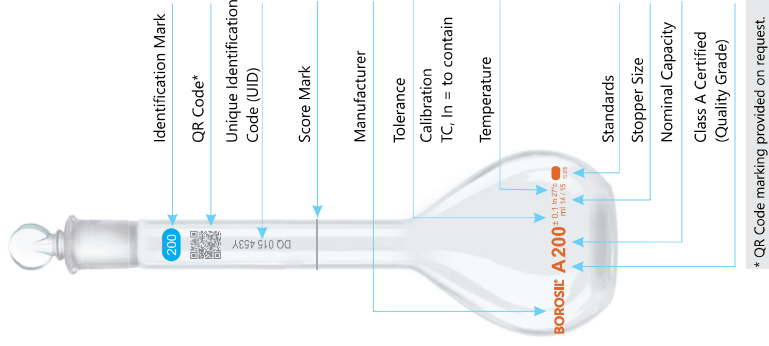 Identification Mark
QR Code*
Unique Identification
Code (UID)
Score Mark
Manufacturer
Tolerance
Calibration
TC, In = to contain
Temperature
Standards
Stopper Size
Nominal Capacity
Class A Certified
(Quality Grade)
* QR Code marking provided on request.
200
DQ 015 453Y
BOROSIL® A200 ± 0.1 In 27°c
ml 14 / 15